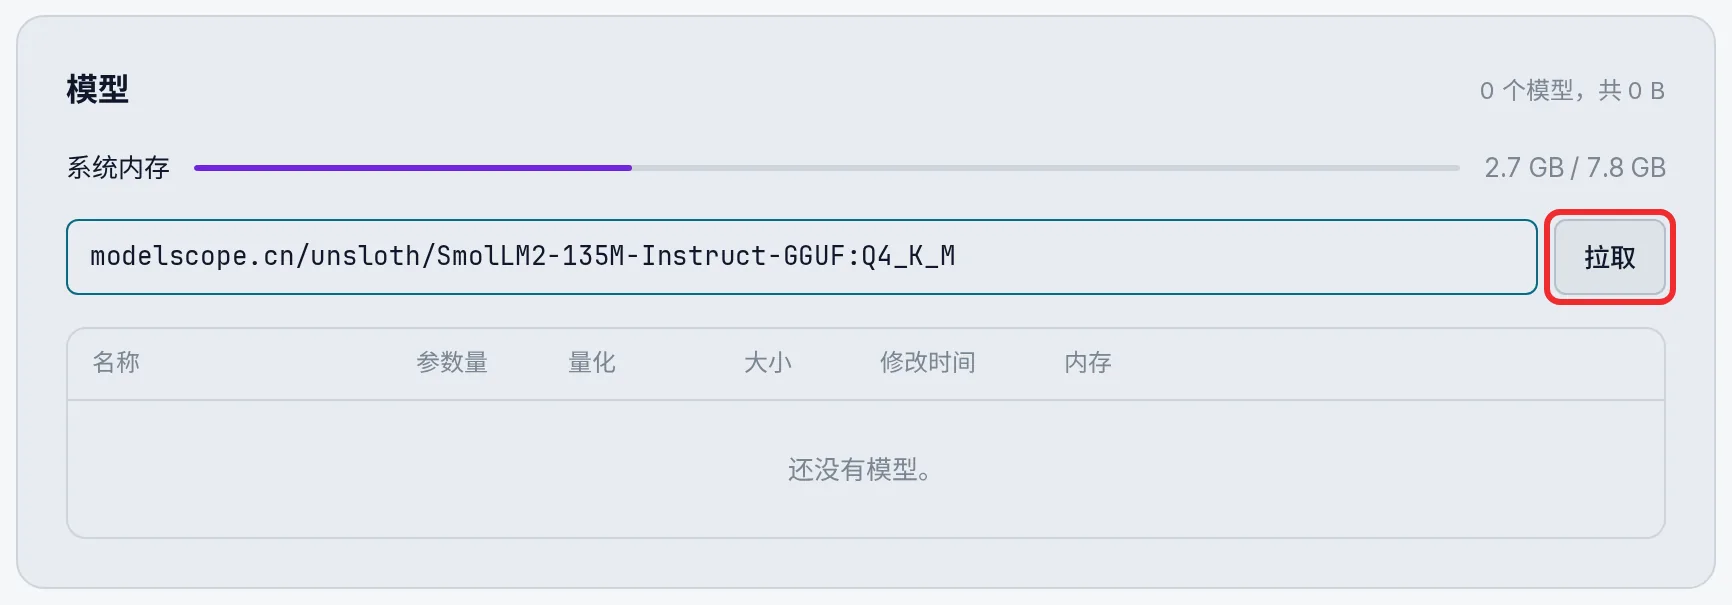 模型
0 个模型，共 0 B
系统内存
2.7 GB / 7.8 GB
modelscope.cn/unsloth/SmolLM2-135M-Instruct-GGUF:Q4_K_M
拉取
名称 参数量 量化 大小 修改时间 内存
还没有模型。